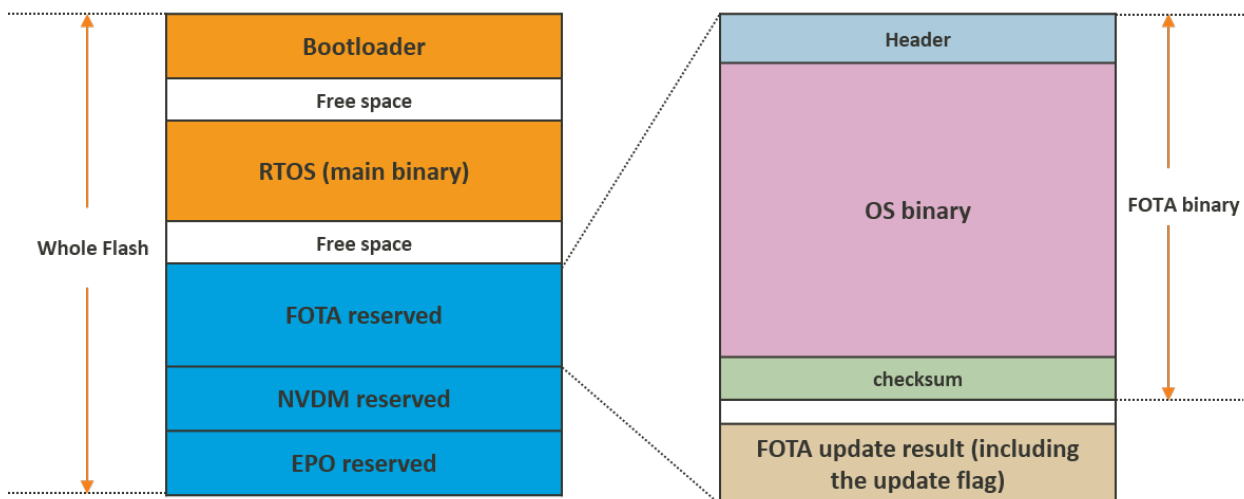 Bootloader
Free space
RTOS (main binary)
Free space
Whole Flash
FOTA reserved
NVDM reserved
EPO reserved
Header
OS binary
FOTA binary
checksum
FOTA update result (including
the update flag)